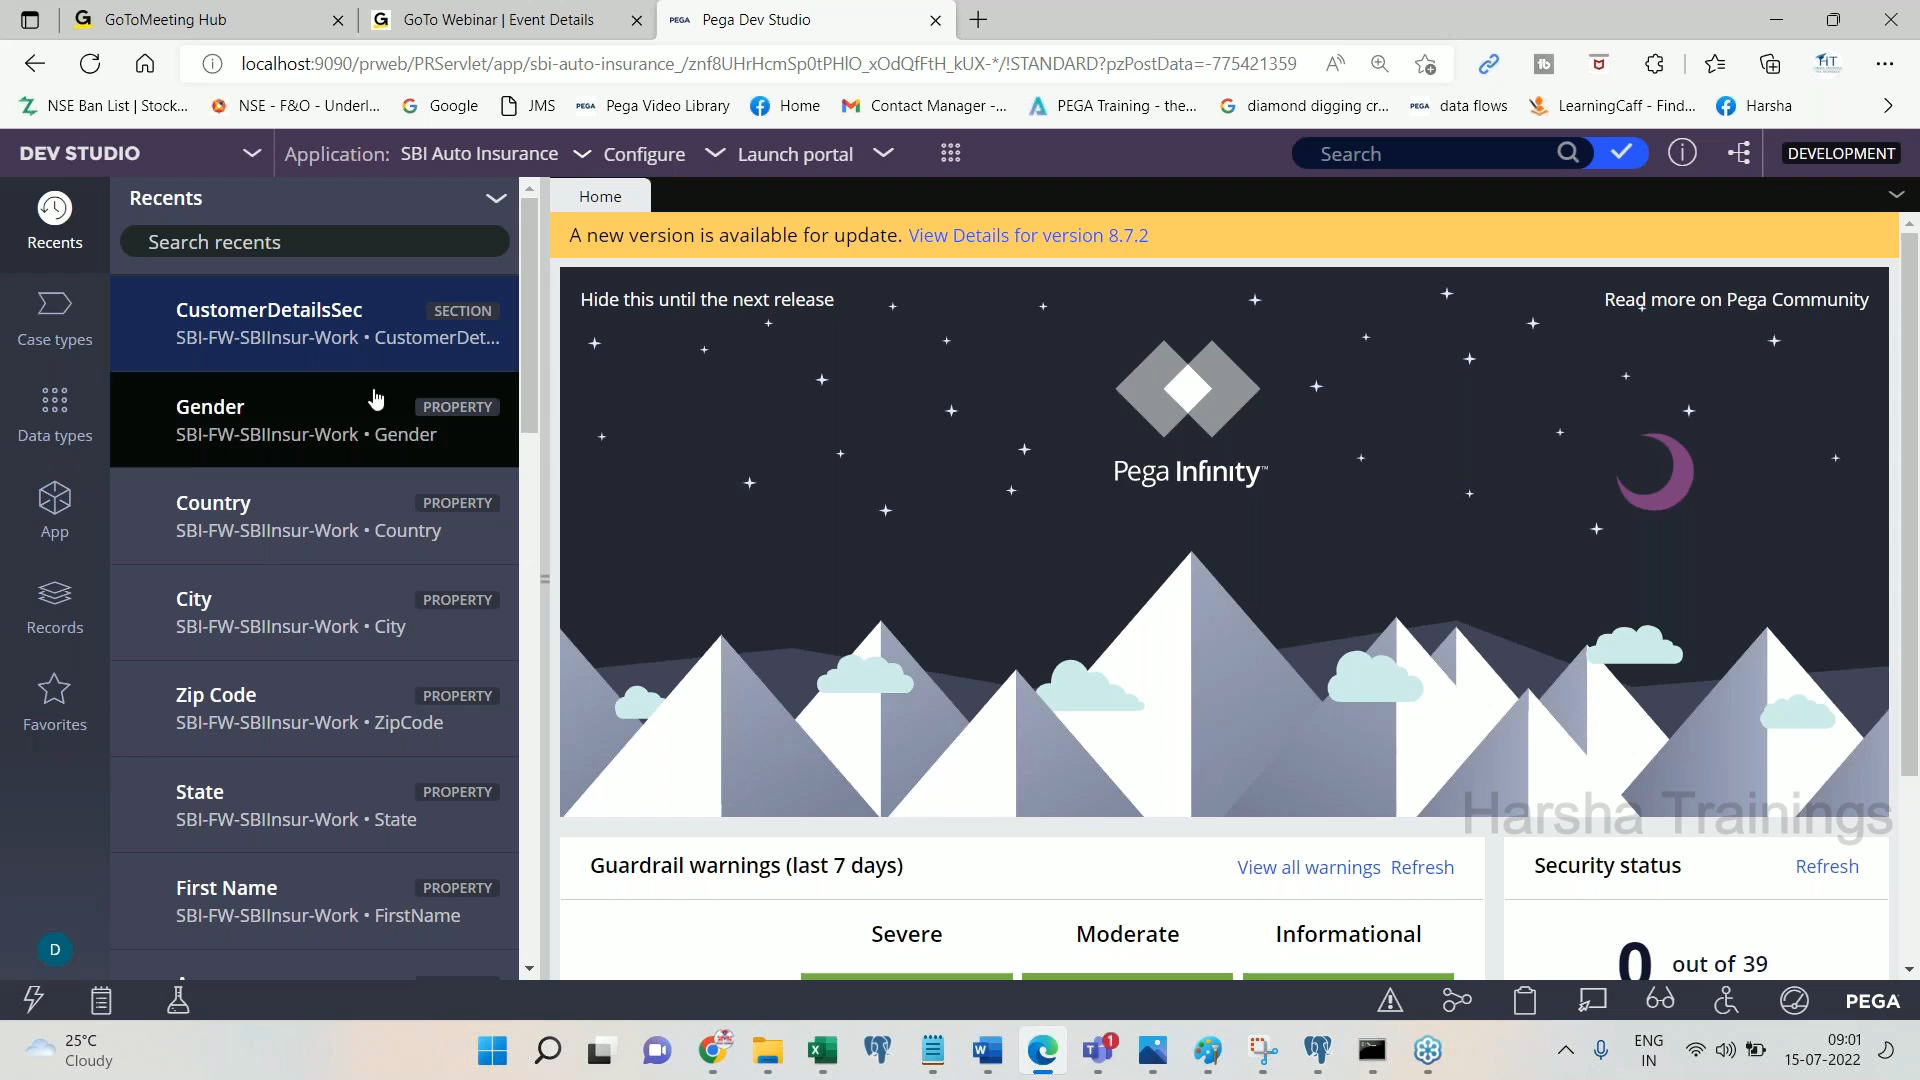 GoToMeeting Hub
GoTo Webinar | Event Details
PEGA Pega Dev Studio
localhost:9090/prweb/PRServlet/app/sbi-auto-insurance_/znf8UHrHcmSp0tPHlO_xOdQfFtH_kUX-*/!STANDARD?pzPostData=-775421359
NSE Ban List | Stock...
NSE - F&O - Underl...
Google
JMS
PEGA Pega Video Library
Home
Contact Manager -...
PEGA Training - the...
diamond digging cr...
PEGA data flows
LearningCaff - Find...
Harsha
DEV STUDIO
Application: SBI Auto Insurance
Configure
Launch portal
Search
DEVELOPMENT
Recents
Case types
Data types
App
Records
Favorites
D
Recents
Search recents
CustomerDetailsSec SECTION
SBI-FW-SBIInsur-Work • CustomerDet...
Gender PROPERTY
SBI-FW-SBIInsur-Work • Gender
Country PROPERTY
SBI-FW-SBIInsur-Work • Country
City PROPERTY
SBI-FW-SBIInsur-Work • City
Zip Code PROPERTY
SBI-FW-SBIInsur-Work • ZipCode
State PROPERTY
SBI-FW-SBIInsur-Work • State
First Name PROPERTY
SBI-FW-SBIInsur-Work • FirstName
Home
A new version is available for update. View Details for version 8.7.2
Hide this until the next release
Read more on Pega Community
Pega Infinity™
Harsha Trainings
Guardrail warnings (last 7 days)
View all warnings Refresh
Severe Moderate Informational
Security status Refresh
0 out of 39
PEGA
25°C
Cloudy
1
ENG
IN
09:01
15-07-2022